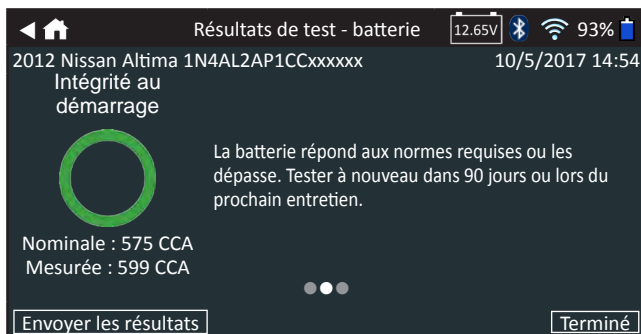 Résultats de test - batterie 12.65V 93%
2012 Nissan Altima 1N4AL2AP1CCxxxxxx 10/5/2017 14:54
Intégrité au
démarrage
La batterie répond aux normes requises ou les
dépasse. Tester à nouveau dans 90 jours ou lors du
prochain entretien.
Nominale : 575 CCA
Mesurée : 599 CCA
Envoyer les résultats Terminé